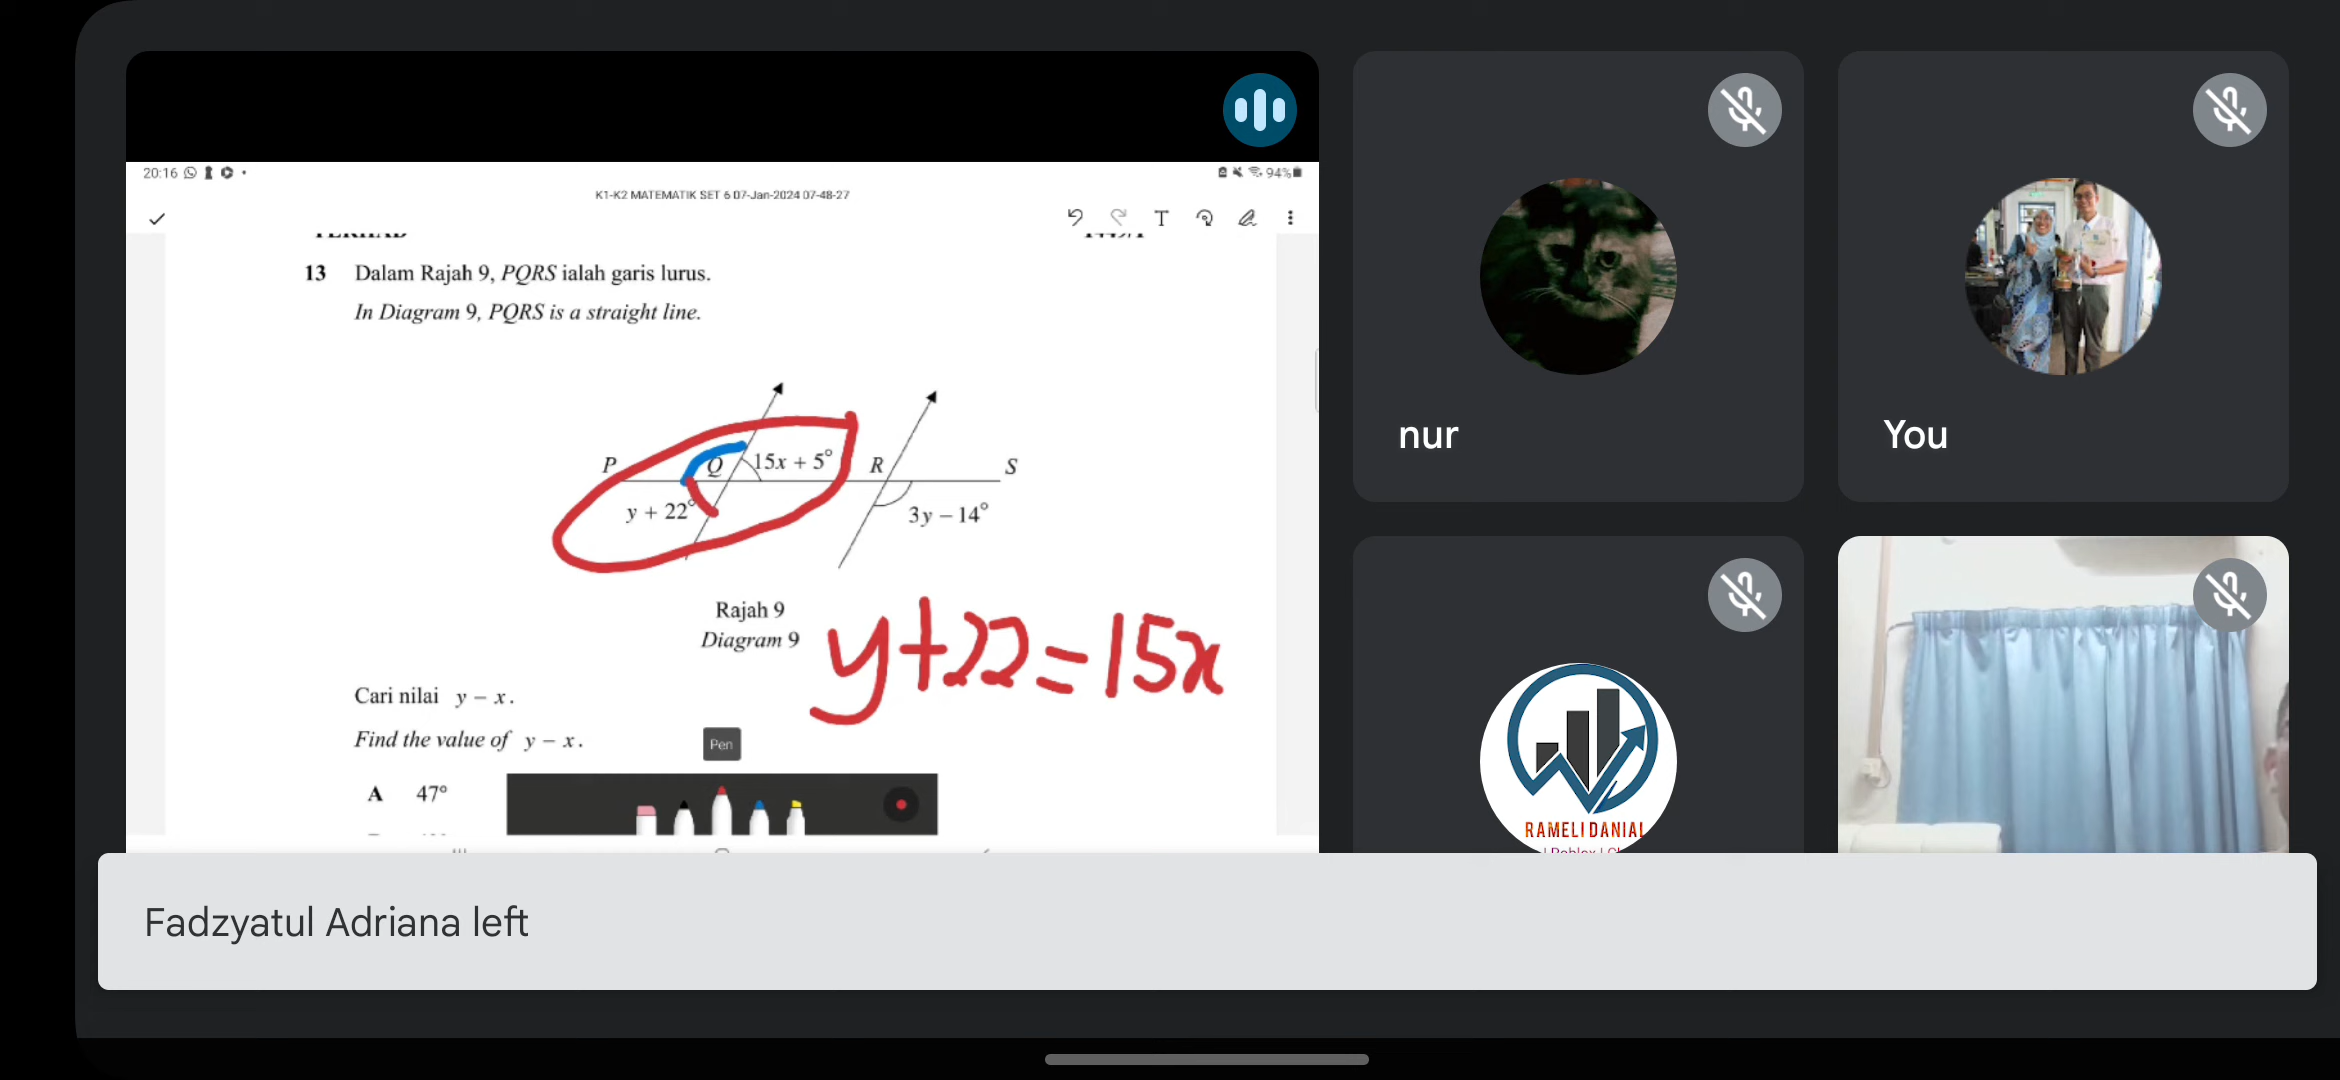 20:16
94%
K1-K2 MATEMATIK SET 6 07-Jan-2024 07-48-27
T
13 Dalam Rajah 9, PQRS ialah garis lurus.
In Diagram 9, PQRS is a straight line.
P Q 15x + 5° R S
y + 22° 3y – 14°
Rajah 9
Diagram 9
y+22=15x
Cari nilai y – x.
Find the value of y – x.
Pen
A 47°
nur
You
RAMELI DANIAL
Fadzyatul Adriana left